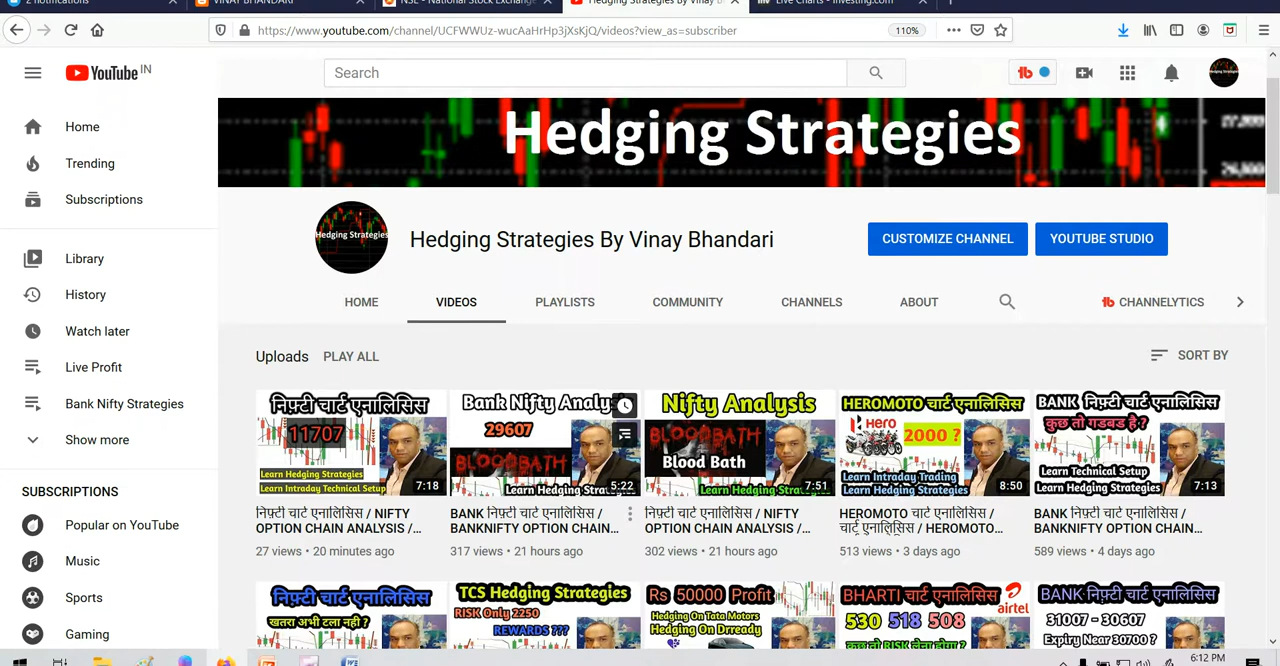 2 notifications
VINAY BHANDARI
NSE - National Stock Exchange
Hedging Strategies By Vinay B
Live Charts - Investing.com
https://www.youtube.com/channel/UCFWWUz-wucAaHrHp3jXsKjQ/videos?view_as=subscriber
110%
YouTube IN
Search
Home
Trending
Subscriptions
Library
History
Watch later
Live Profit
Bank Nifty Strategies
Show more
SUBSCRIPTIONS
Popular on YouTube
Music
Sports
Gaming
Hedging Strategies
Hedging Strategies
Hedging Strategies By Vinay Bhandari
CUSTOMIZE CHANNEL
YOUTUBE STUDIO
HOME
VIDEOS
PLAYLISTS
COMMUNITY
CHANNELS
ABOUT
CHANNELYTICS
Uploads
PLAY ALL
SORT BY
निफ़्टी चार्ट एनालिसिस
11707
Learn Hedging Strategies
Learn Intraday Technical Setup
7:18
निफ़्टी चार्ट एनालिसिस / NIFTY
OPTION CHAIN ANALYSIS /...
27 views • 20 minutes ago
Bank Nifty Analy
29607
BLOODBATH
Learn Hedging Stra
5:22
BANK निफ़्टी चार्ट एनालिसिस /
BANKNIFTY OPTION CHAIN...
317 views • 21 hours ago
Nifty Analysis
BLOODBATH
Blood Bath
Learn Hedging Strateg
7:51
निफ़्टी चार्ट एनालिसिस / NIFTY
OPTION CHAIN ANALYSIS /...
302 views • 21 hours ago
HEROMOTO चार्ट एनालिसिस
Hero
2000 ?
Learn Intraday Trading
Learn Hedging Strategies
8:50
HEROMOTO चार्ट एनालिसिस /
चार्ट एनालिसिस / HEROMOTO...
513 views • 3 days ago
BANK निफ़्टी चार्ट एनालिसिस
कुछ तो गडबड है ?
Learn Technical Setup
Learn Hedging Strategies
7:13
BANK निफ़्टी चार्ट एनालिसिस /
BANKNIFTY OPTION CHAIN...
589 views • 4 days ago
निफ़्टी चार्ट एनालिसिस
खतरा अभी टला नही ?
TCS Hedging Strategies
RISK Only 2250
REWARDS ???
Rs 50000 Profit
Hedging On Tata Motors
Hedging On Drready
BHARTI चार्ट एनालिसिस
airtel
530 518 508
कुछ तो RISK लेना होगा ?
BANK निफ़्टी चार्ट एनालिसिस
31007 - 30607
Expiry Near 30700 ?
6:12 PM